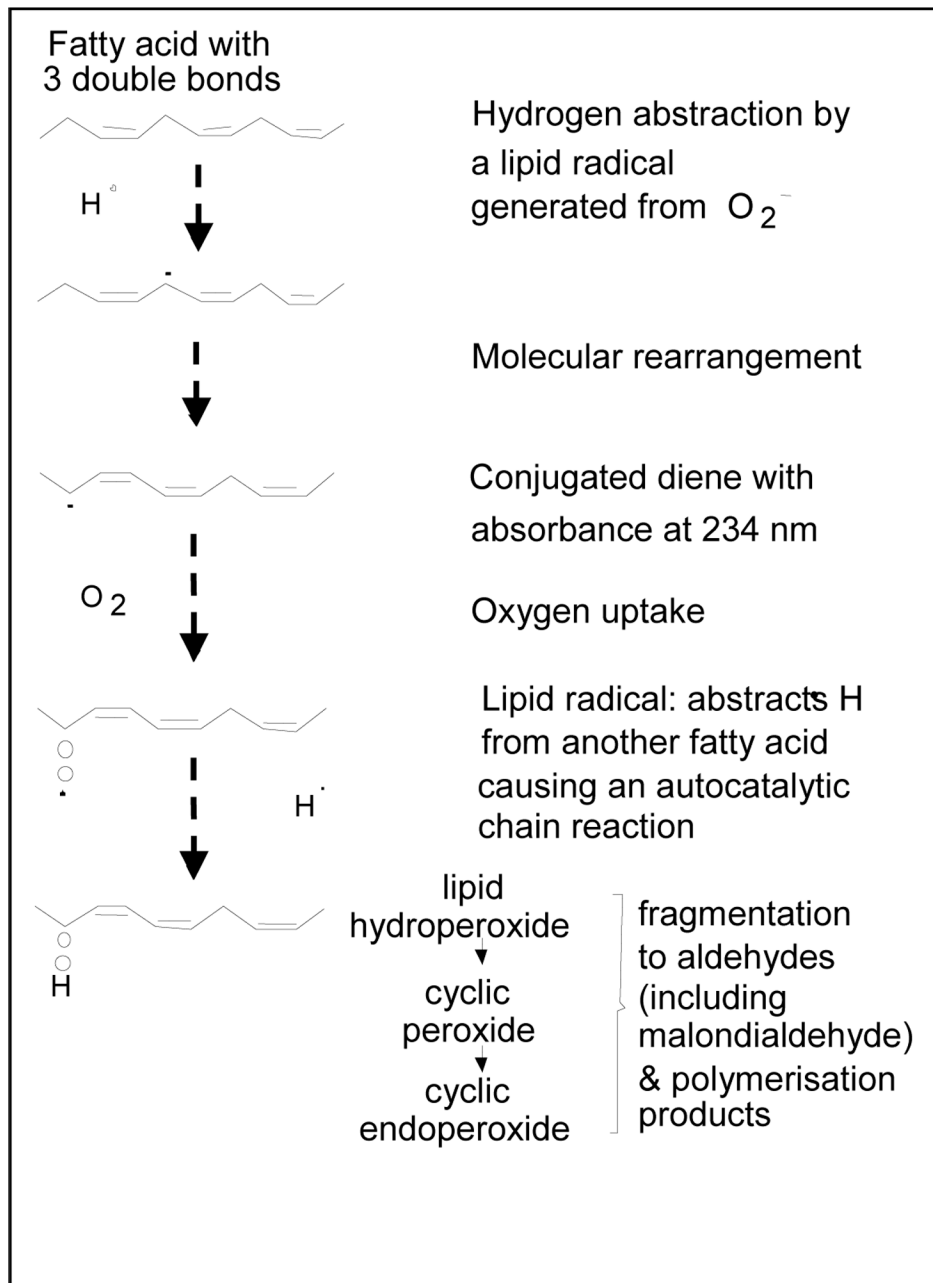 Fatty acid with
3 double bonds
Hydrogen abstraction by
a lipid radical
generated from O2-
H·
Molecular rearrangement
Conjugated diene with
absorbance at 234 nm
O2
Oxygen uptake
Lipid radical: abstracts H·
from another fatty acid
causing an autocatalytic
chain reaction
O
O
·
H·
lipid
hydroperoxide
cyclic
peroxide
cyclic
endoperoxide
fragmentation
to aldehydes
(including
malondialdehyde)
& polymerisation
products
O
O
H